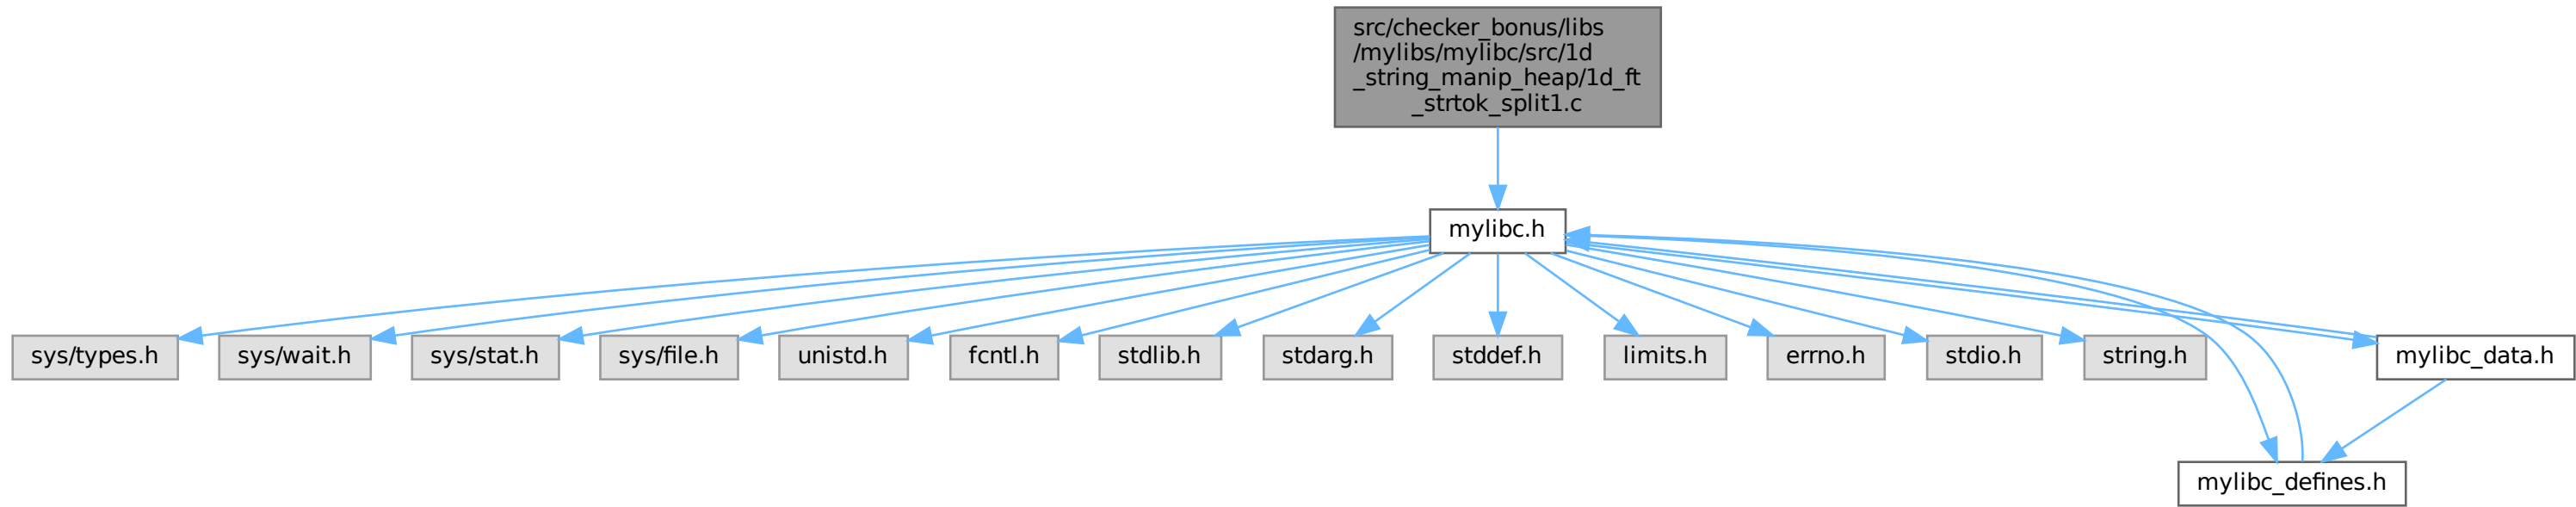 src/checker_bonus/libs
/mylibs/mylibc/src/1d
_string_manip_heap/1d_ft
_strtok_split1.c
mylibc.h
sys/types.h
sys/wait.h
sys/stat.h
sys/file.h
unistd.h
fcntl.h
stdlib.h
stdarg.h
stddef.h
limits.h
errno.h
stdio.h
string.h
mylibc_data.h
mylibc_defines.h